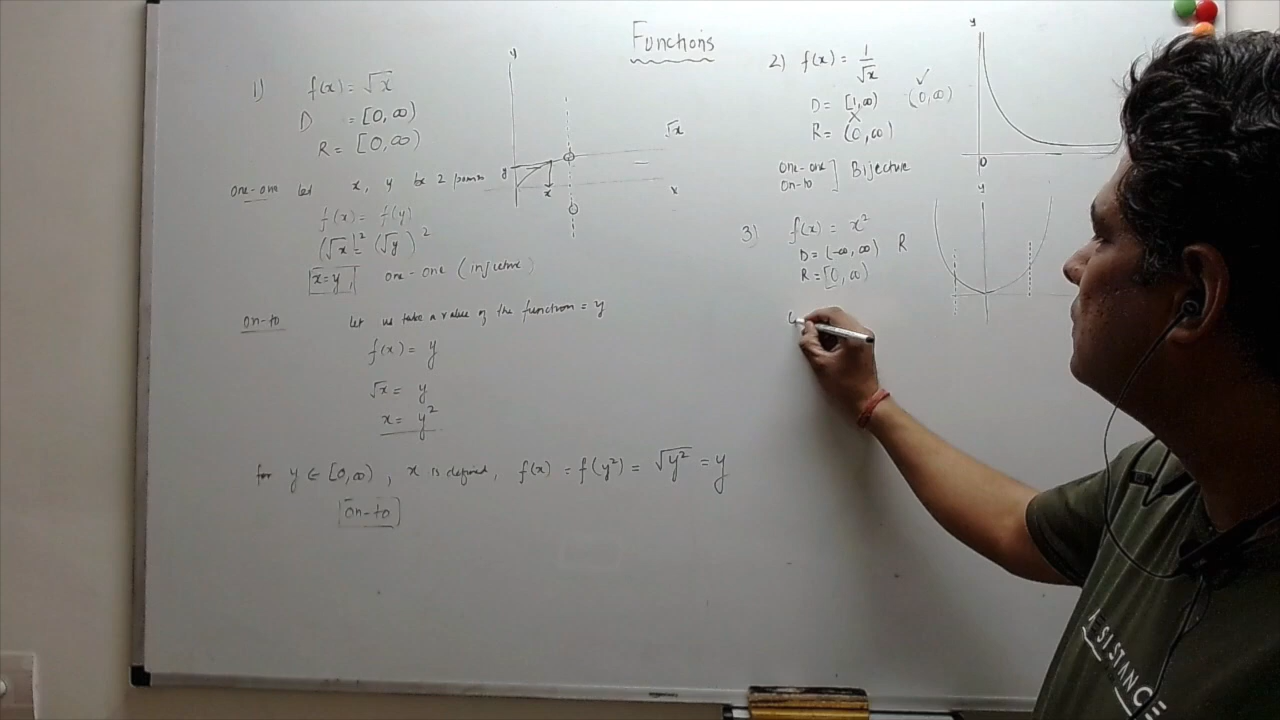 Functions
1) f(x) = √x
D = [0, ∞)
R = [0, ∞)
one-one let x, y be 2 points
f(x) = f(y)
(√x)² = (√y)²
x = y, one-one (injective)
on-to let us take a value of the function = y
f(x) = y
√x = y
x = y²
for y ∈ [0,∞), x is defined, f(x) = f(y²) = √y² = y
on-to
y
√x
y
x
x
2) f(x) = 1/√x
D = [1,∞) ✓ (0,∞)
X
R = (0,∞)
one-one
on-to ] Bijective
y
0
3) f(x) = x²
D = (-∞, ∞) R
R = [0, ∞)
y
RESISTANCE